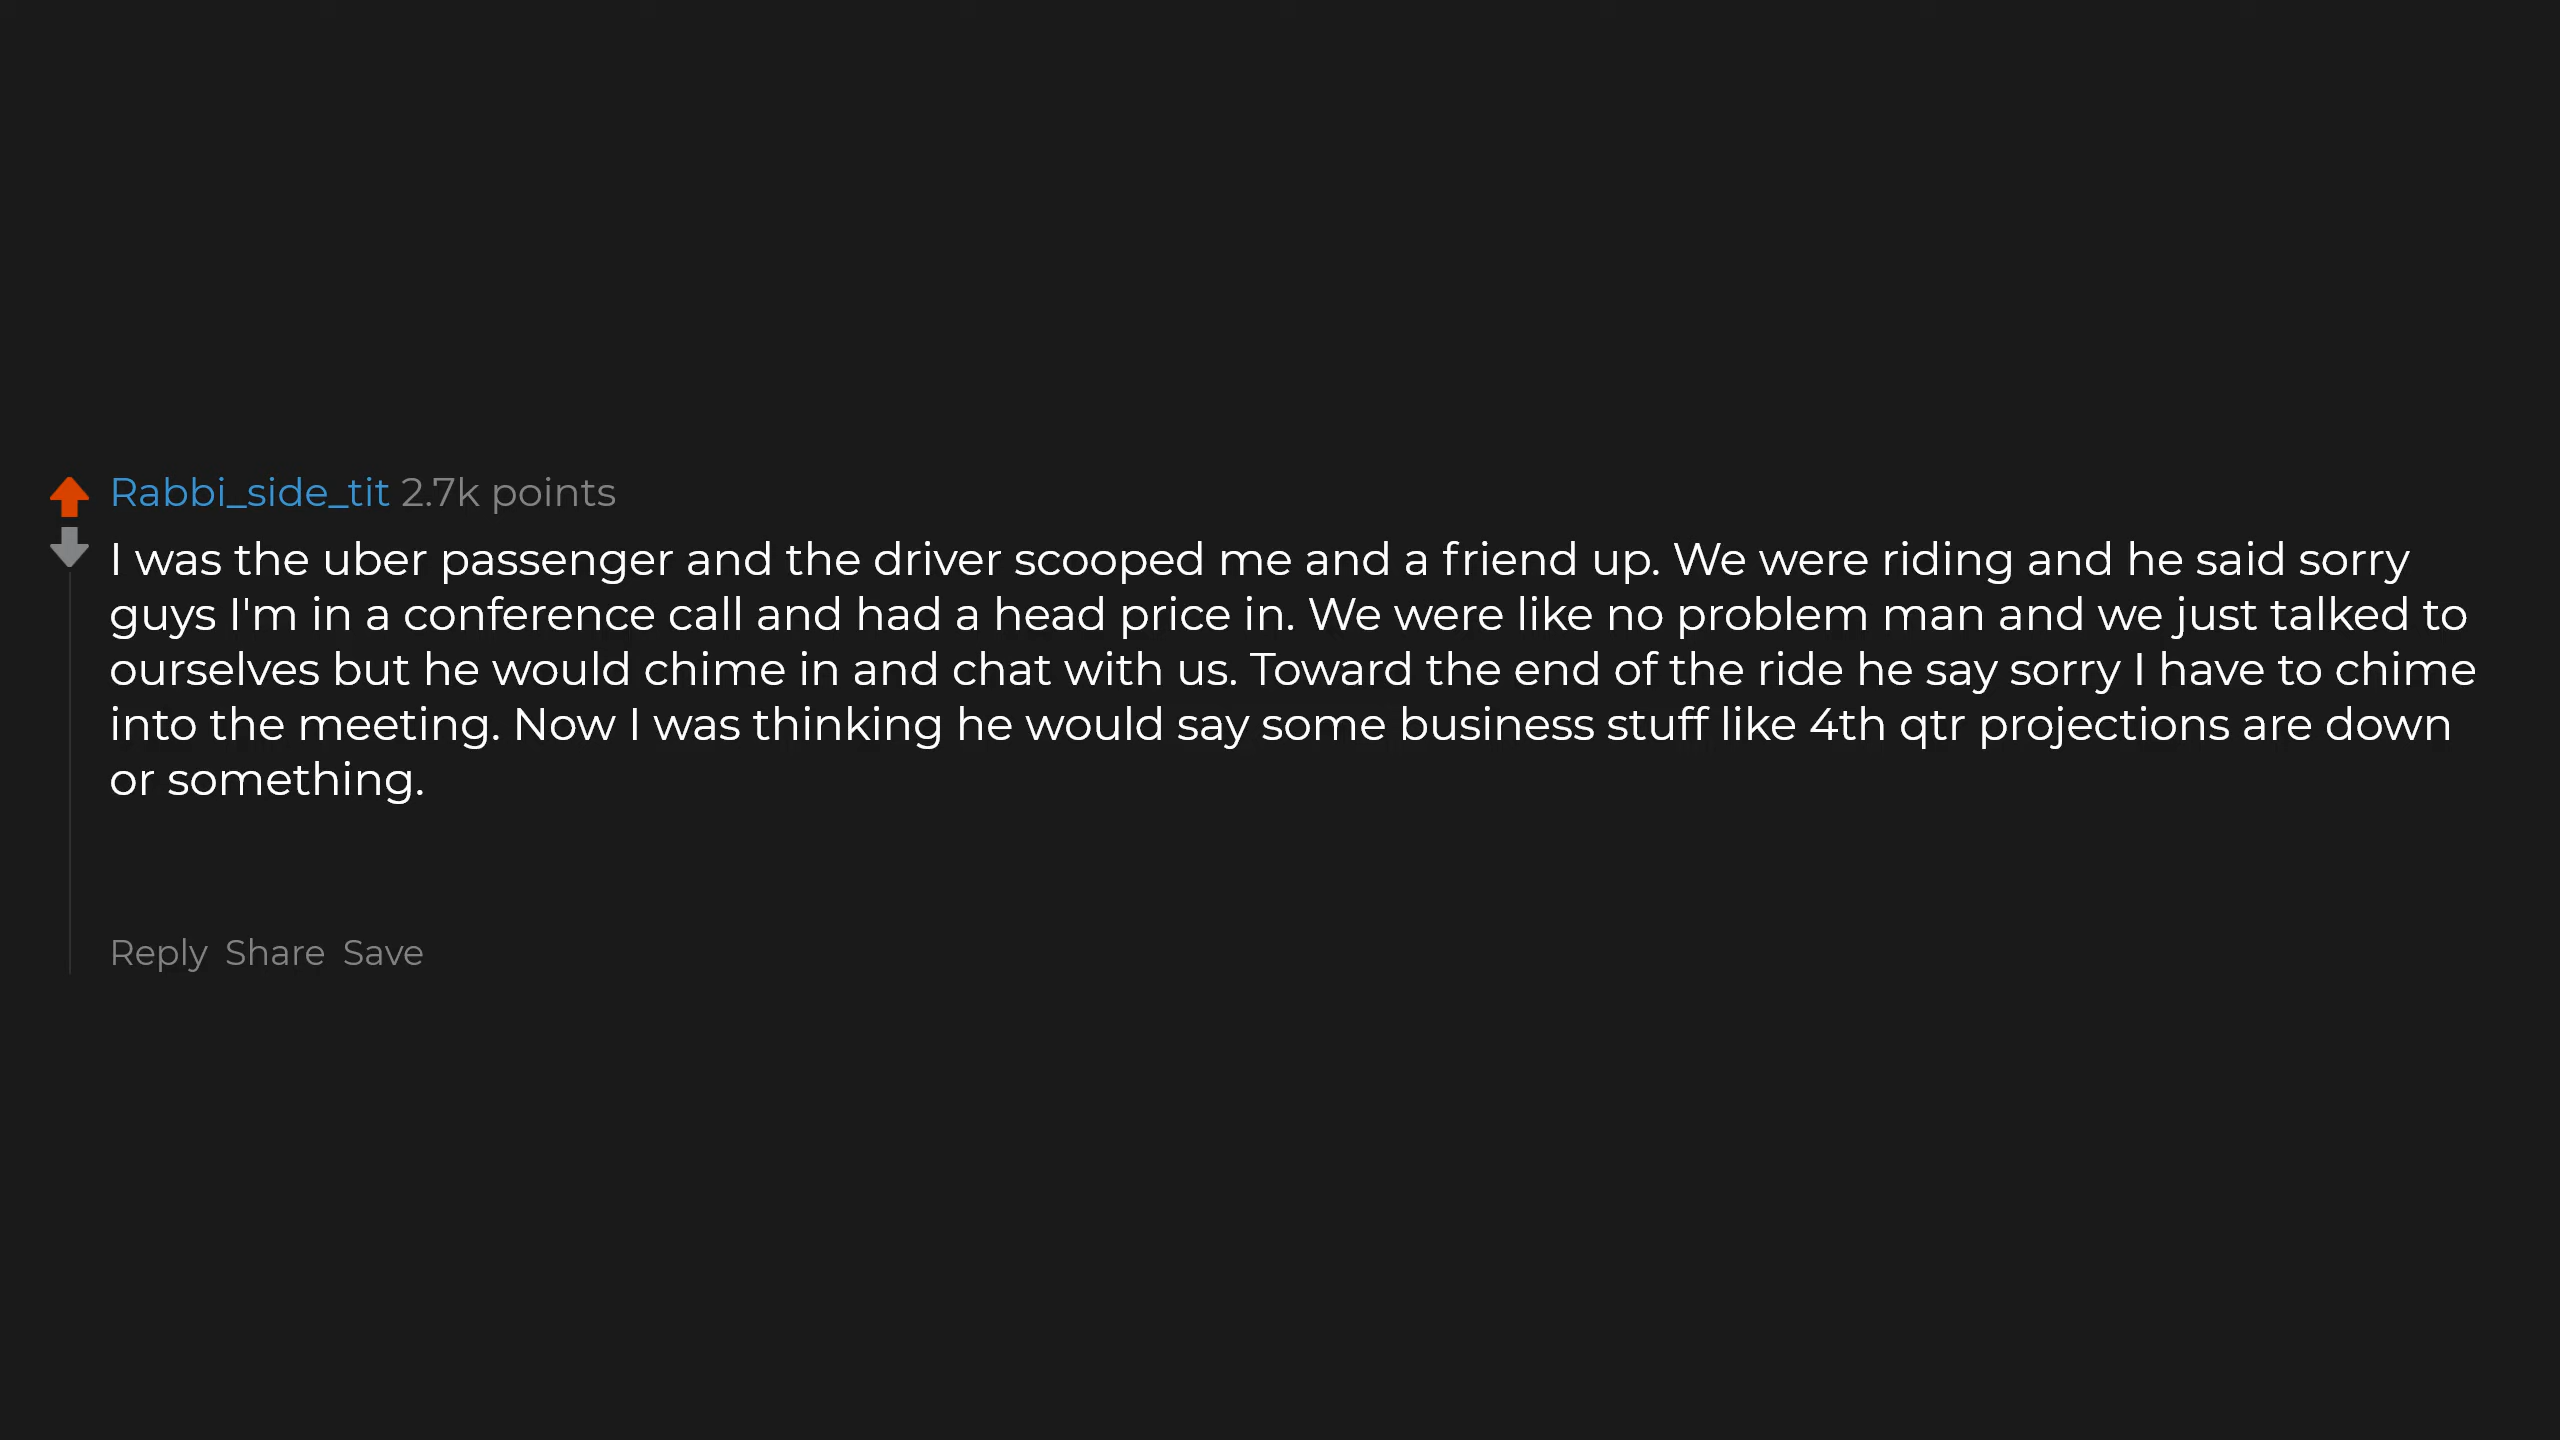 Rabbi_side_tit 2.7k points
I was the uber passenger and the driver scooped me and a friend up. We were riding and he said sorry
guys I'm in a conference call and had a head price in. We were like no problem man and we just talked to
ourselves but he would chime in and chat with us. Toward the end of the ride he say sorry I have to chime
into the meeting. Now I was thinking he would say some business stuff like 4th qtr projections are down
or something.
Reply Share Save